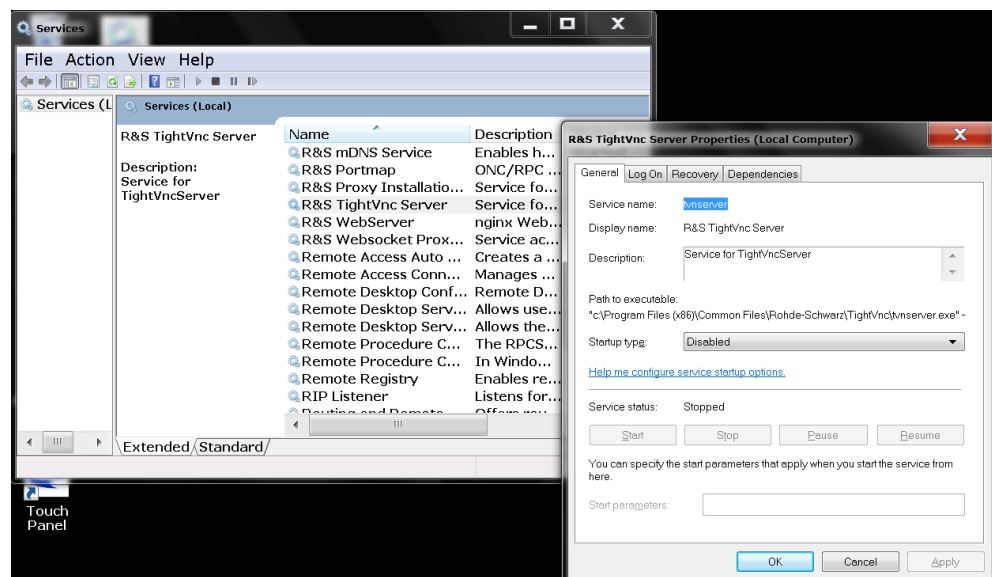 Services
File Action View Help
Services (L
Services (Local)
R&S TightVnc Server
Description:
Service for
TightVncServer
Name Description
R&S mDNS Service Enables h...
R&S Portmap ONC/RPC ...
R&S Proxy Installatio... Service fo...
R&S TightVnc Server Service fo...
R&S WebServer nginx Web...
R&S Websocket Prox... Service ac...
Remote Access Auto ... Creates a ...
Remote Access Conn... Manages ...
Remote Desktop Conf... Remote D...
Remote Desktop Serv... Allows use...
Remote Desktop Serv... Allows the...
Remote Procedure C... The RPCS...
Remote Procedure C... In Windo...
Remote Registry Enables re...
RIP Listener Listens for...
Extended Standard
Touch
Panel
R&S TightVnc Server Properties (Local Computer)
X
General Log On Recovery Dependencies
Service name: tvnserver
Display name: R&S TightVnc Server
Description: Service for TightVncServer
Path to executable:
"c:\Program Files (x86)\Common Files\Rohde-Schwarz\TightVnc\tvnserver.exe" -
Startup type: Disabled
Help me configure service startup options.
Service status: Stopped
Start Stop Pause Resume
You can specify the start parameters that apply when you start the service from
here.
Start parameters:
OK Cancel Apply